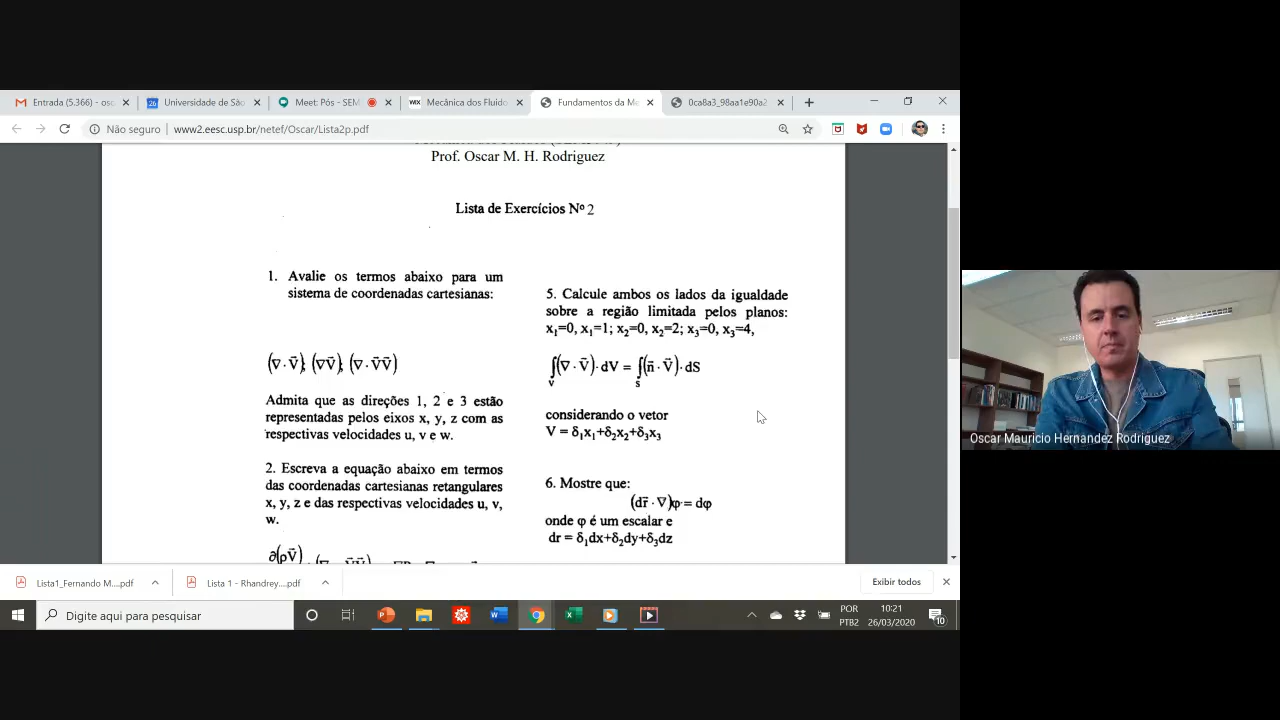 Entrada (5.366) - osc
Universidade de São
Meet: Pós - SEM
WIX
Mecânica dos Fluido
Fundamentos da Me
0ca8a3_98aa1e90a2
Não seguro
www2.eesc.usp.br/netef/Oscar/Lista2p.pdf
Prof. Oscar M. H. Rodriguez
Lista de Exercícios Nº 2
1. Avalie os termos abaixo para um
sistema de coordenadas cartesianas:
(∇·V⃗); (∇V⃗); (∇·V⃗V⃗)
Admita que as direções 1, 2 e 3 estão
representadas pelos eixos x, y, z com as
respectivas velocidades u, v e w.
2. Escreva a equação abaixo em termos
das coordenadas cartesianas retangulares
x, y, z e das respectivas velocidades u, v,
w.
∂(ρV⃗)
5. Calcule ambos os lados da igualdade
sobre a região limitada pelos planos:
x₁=0, x₁=1; x₂=0, x₂=2; x₃=0, x₃=4,
∫(∇·V⃗)·dV = ∫(n⃗·V⃗)·dS
v s
considerando o vetor
V = δ₁x₁+δ₂x₂+δ₃x₃
6. Mostre que:
(dr⃗·∇)φ = dφ
onde φ é um escalar e
dr = δ₁dx+δ₂dy+δ₃dz
Oscar Mauricio Hernandez Rodriguez
Lista1_Fernando M....pdf
Lista 1 - Rhandrey....pdf
Exibir todos
Digite aqui para pesquisar
POR
PTB2
10:21
26/03/2020
10